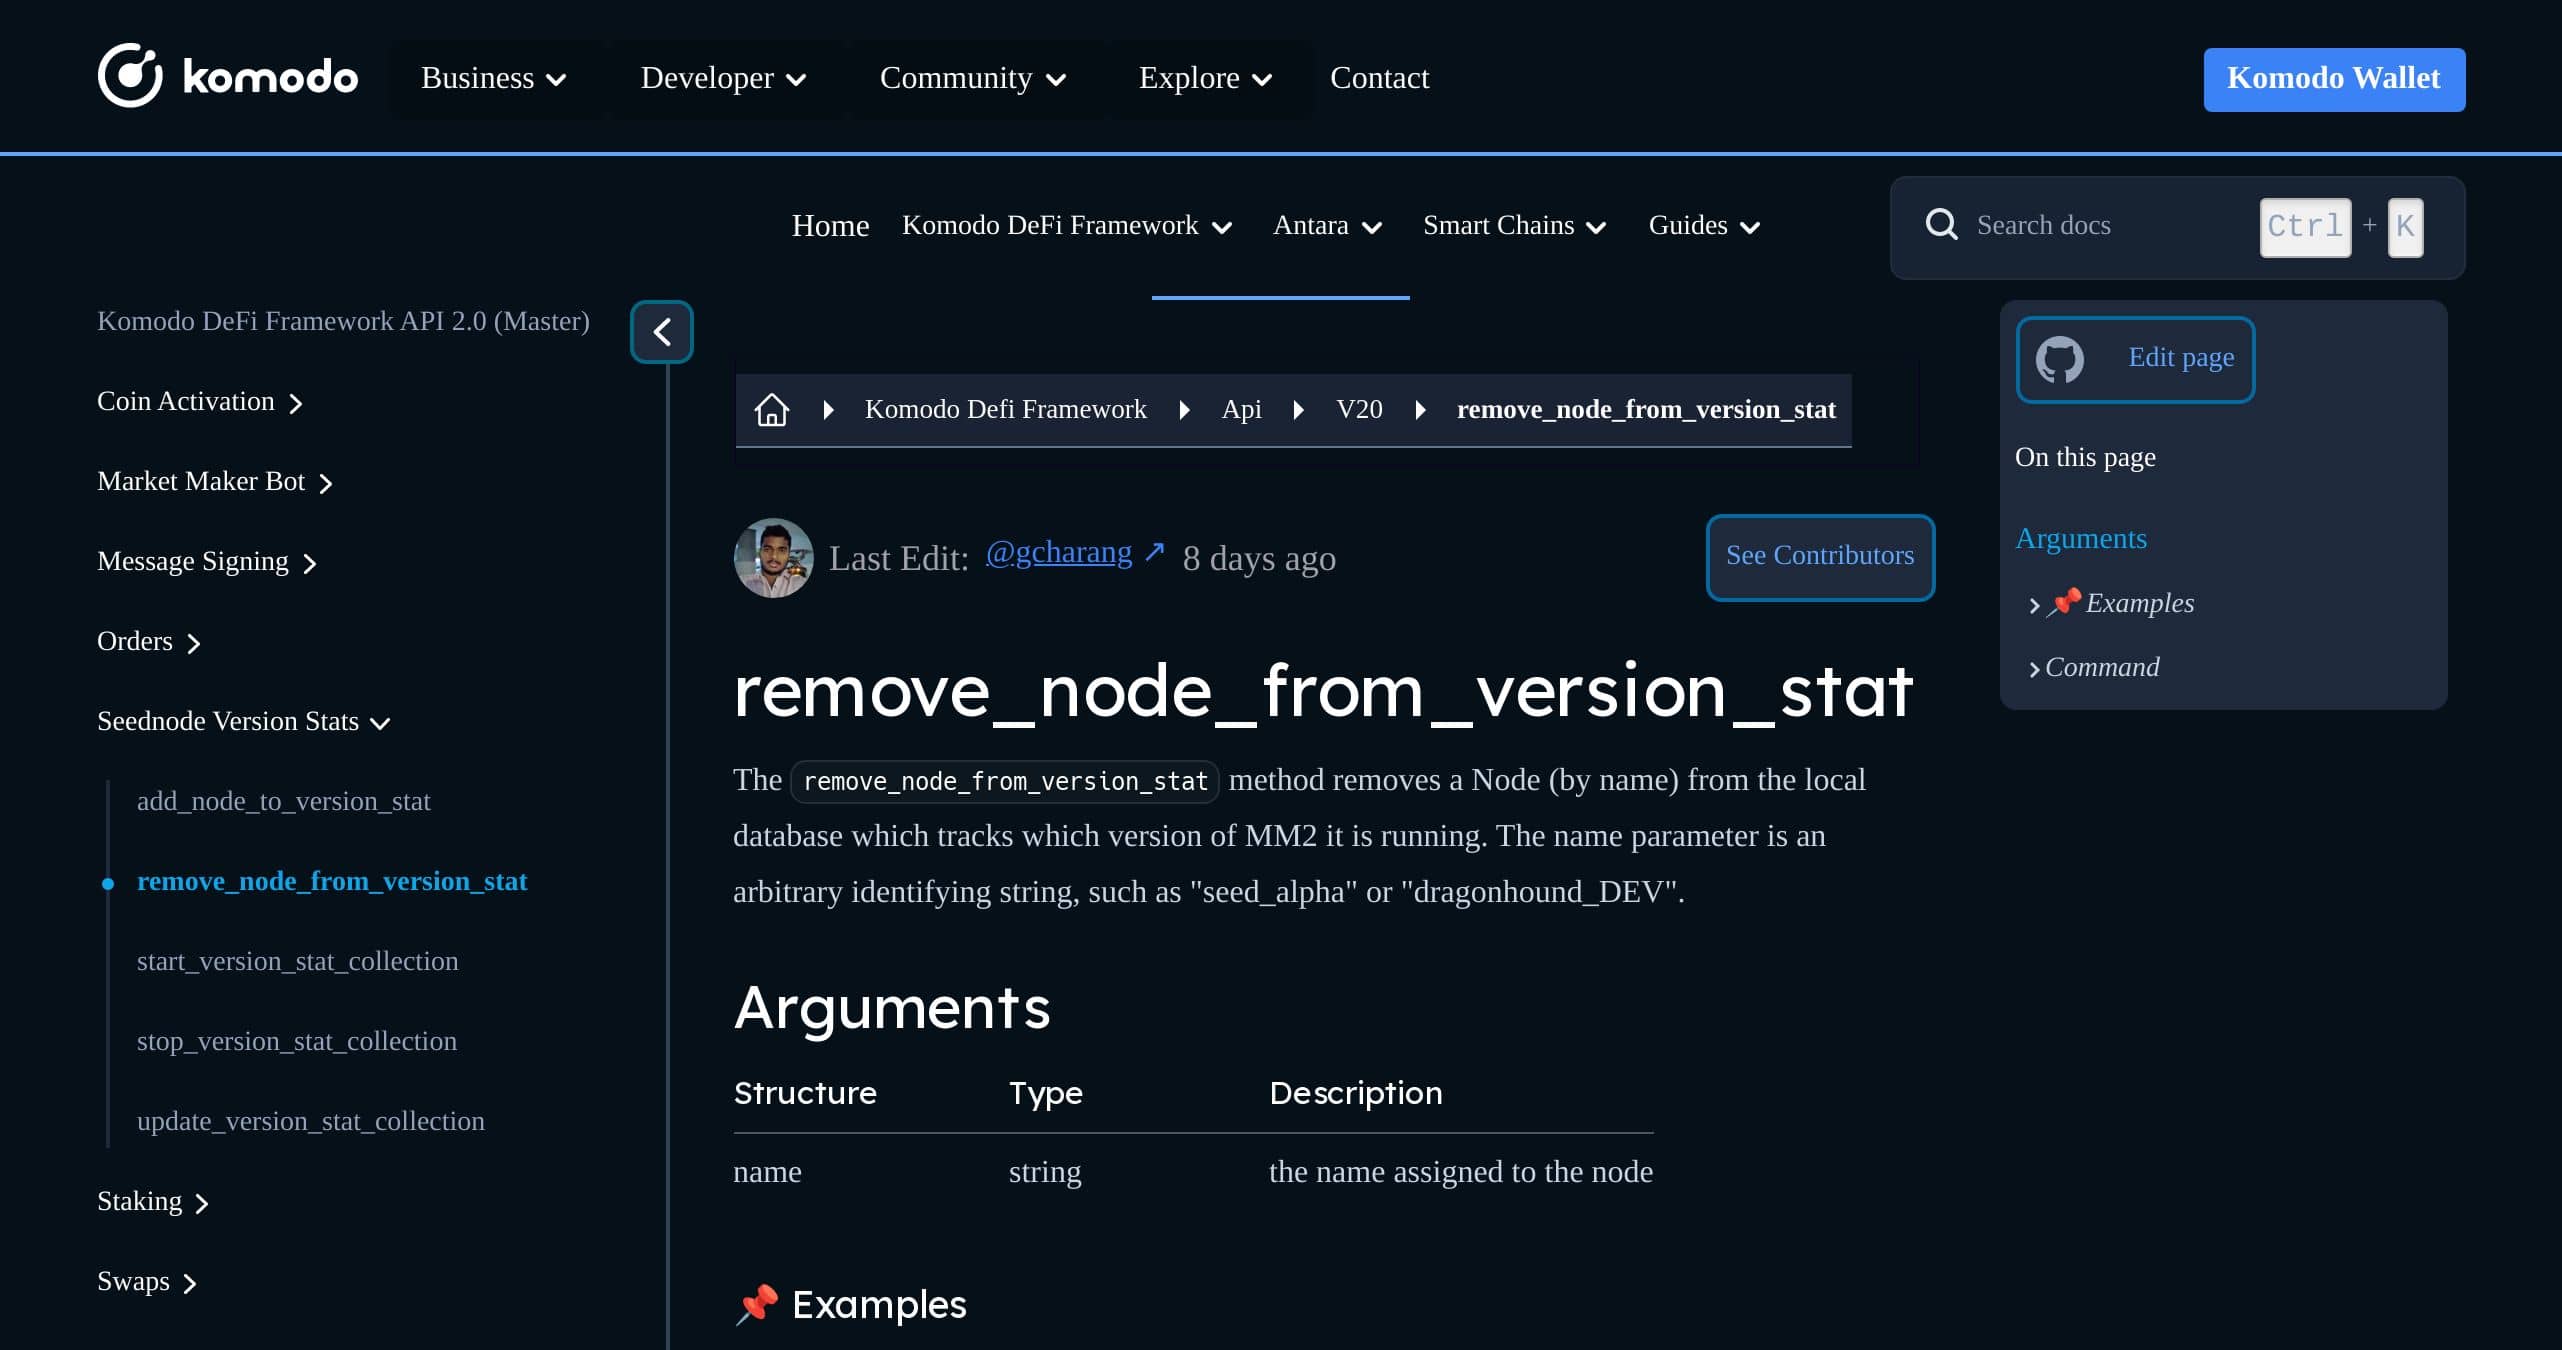 komodo
Business
Developer
Community
Explore
Contact
Komodo Wallet
Home
Komodo DeFi Framework
Antara
Smart Chains
Guides
Search docs
Ctrl + K
Komodo DeFi Framework API 2.0 (Master)
Coin Activation
Market Maker Bot
Message Signing
Orders
Seednode Version Stats
add_node_to_version_stat
remove_node_from_version_stat
start_version_stat_collection
stop_version_stat_collection
update_version_stat_collection
Staking
Swaps
Komodo Defi Framework
Api
V20
remove_node_from_version_stat
Last Edit: @gcharang ↗ 8 days ago
See Contributors
remove_node_from_version_stat
The remove_node_from_version_stat method removes a Node (by name) from the local
database which tracks which version of MM2 it is running. The name parameter is an
arbitrary identifying string, such as "seed_alpha" or "dragonhound_DEV".
Arguments
Structure Type Description
name string the name assigned to the node
📌 Examples
Edit page
On this page
Arguments
📌 Examples
Command